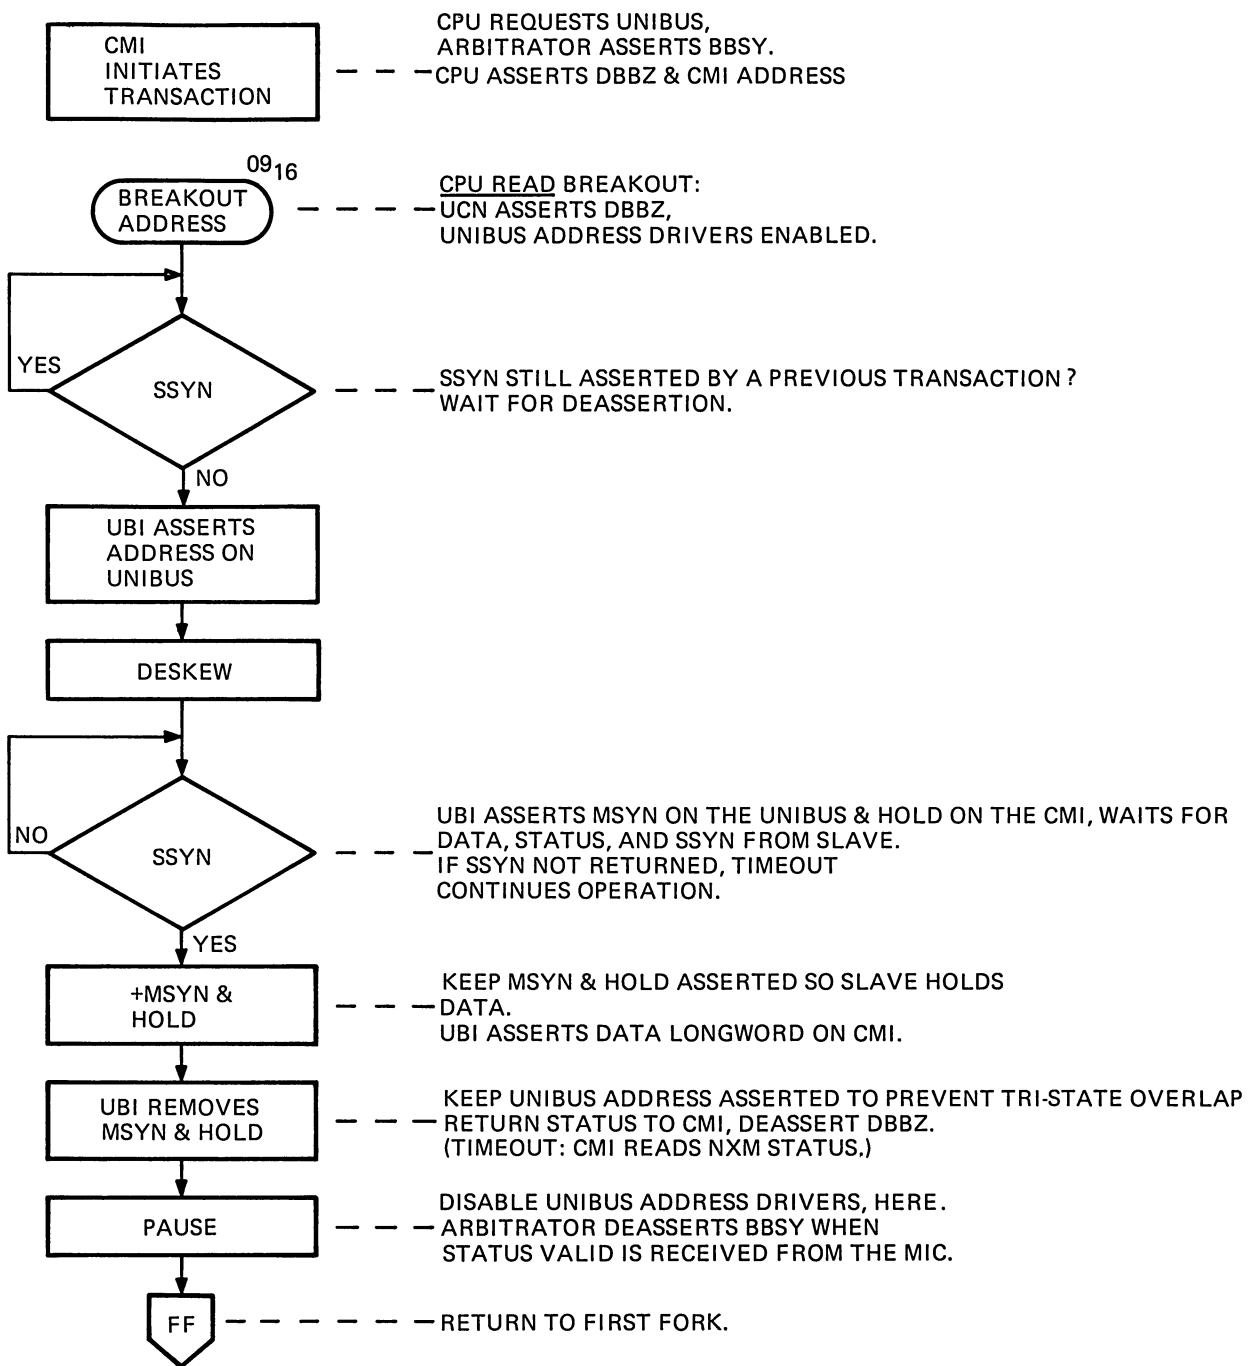 CMI
INITIATES
TRANSACTION
CPU REQUESTS UNIBUS,
ARBITRATOR ASSERTS BBSY.
CPU ASSERTS DBBZ & CMI ADDRESS
09₁₆
BREAKOUT
ADDRESS
CPU READ BREAKOUT:
UCN ASSERTS DBBZ,
UNIBUS ADDRESS DRIVERS ENABLED.
YES
SSYN
SSYN STILL ASSERTED BY A PREVIOUS TRANSACTION?
WAIT FOR DEASSERTION.
NO
UBI ASSERTS
ADDRESS ON
UNIBUS
DESKEW
NO
SSYN
UBI ASSERTS MSYN ON THE UNIBUS & HOLD ON THE CMI, WAITS FOR
DATA, STATUS, AND SSYN FROM SLAVE.
IF SSYN NOT RETURNED, TIMEOUT
CONTINUES OPERATION.
YES
+MSYN &
HOLD
KEEP MSYN & HOLD ASSERTED SO SLAVE HOLDS
DATA.
UBI ASSERTS DATA LONGWORD ON CMI.
UBI REMOVES
MSYN & HOLD
KEEP UNIBUS ADDRESS ASSERTED TO PREVENT TRI-STATE OVERLAP
RETURN STATUS TO CMI, DEASSERT DBBZ.
(TIMEOUT: CMI READS NXM STATUS.)
PAUSE
DISABLE UNIBUS ADDRESS DRIVERS, HERE.
ARBITRATOR DEASSERTS BBSY WHEN
STATUS VALID IS RECEIVED FROM THE MIC.
FF
RETURN TO FIRST FORK.